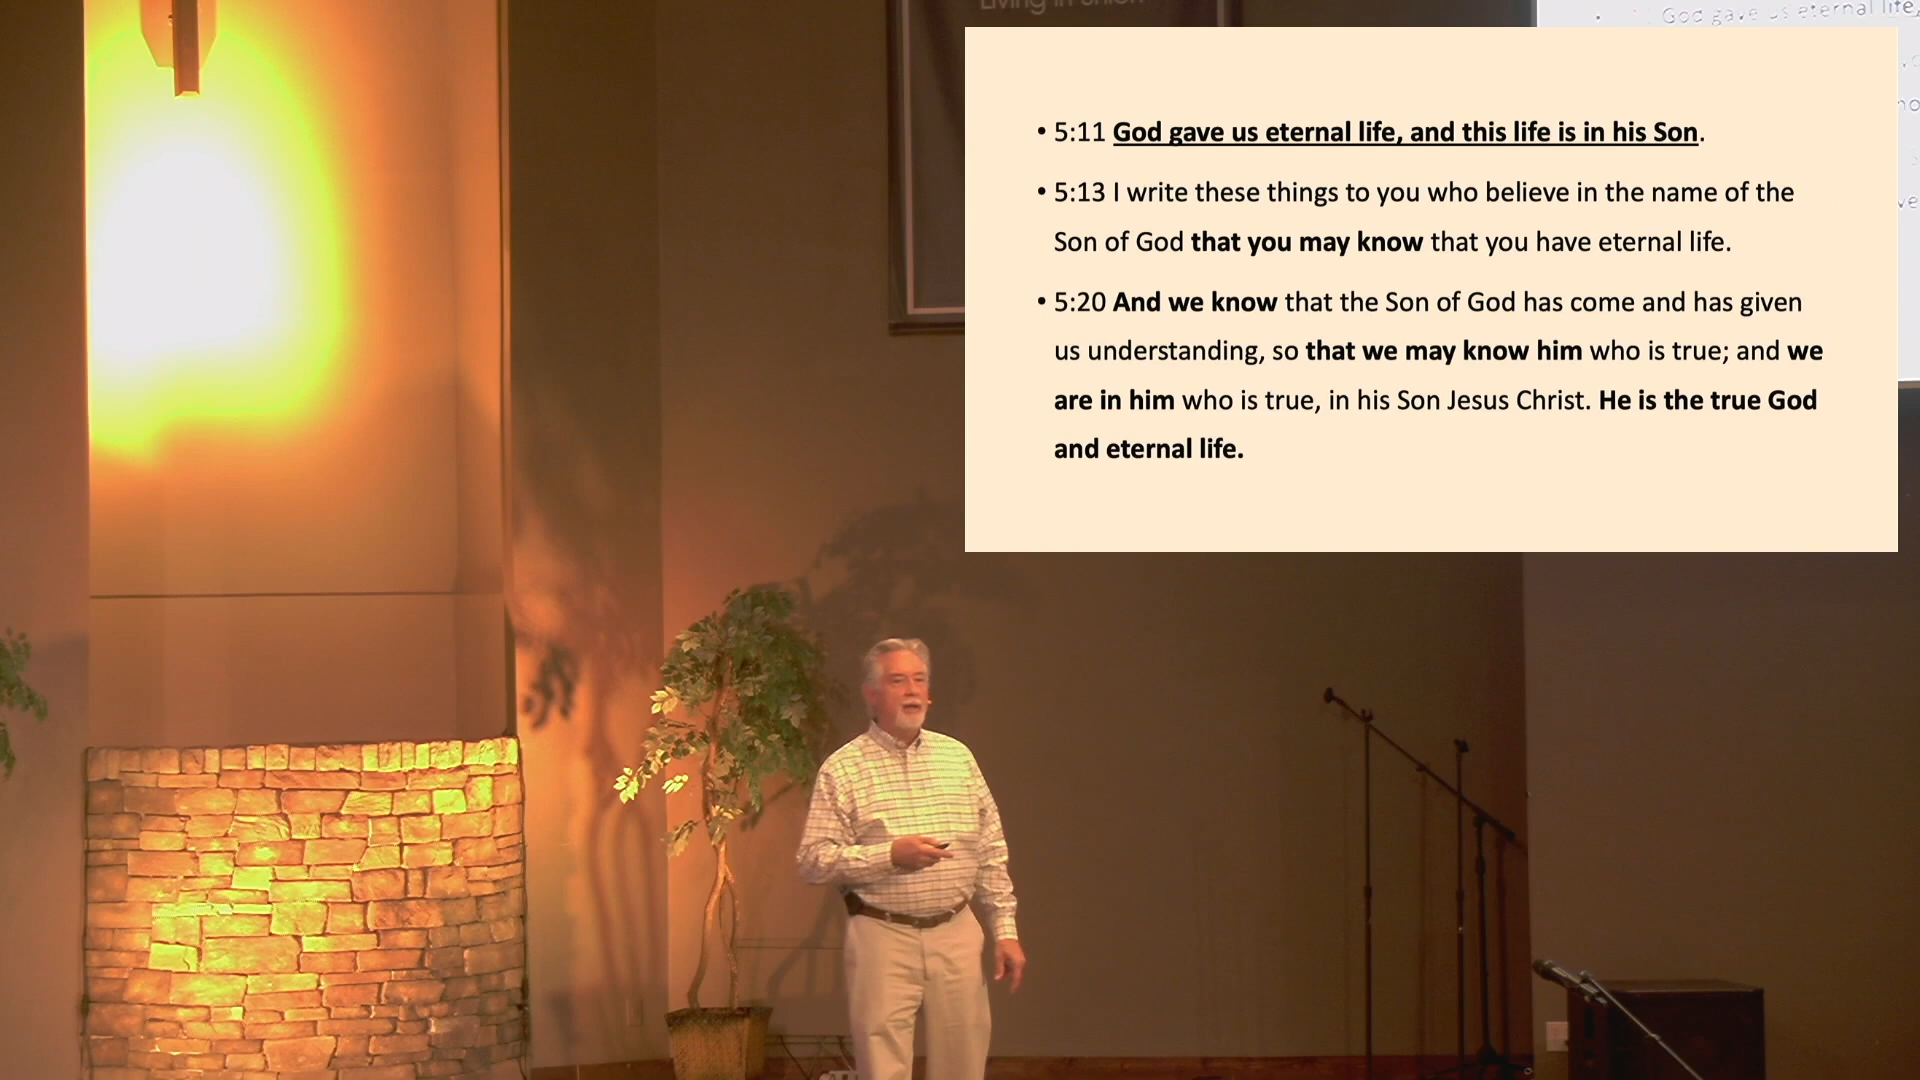 Living in Union
God gave us eternal life,
• 5:11 God gave us eternal life, and this life is in his Son.
• 5:13 I write these things to you who believe in the name of the
Son of God that you may know that you have eternal life.
• 5:20 And we know that the Son of God has come and has given
us understanding, so that we may know him who is true; and we
are in him who is true, in his Son Jesus Christ. He is the true God
and eternal life.